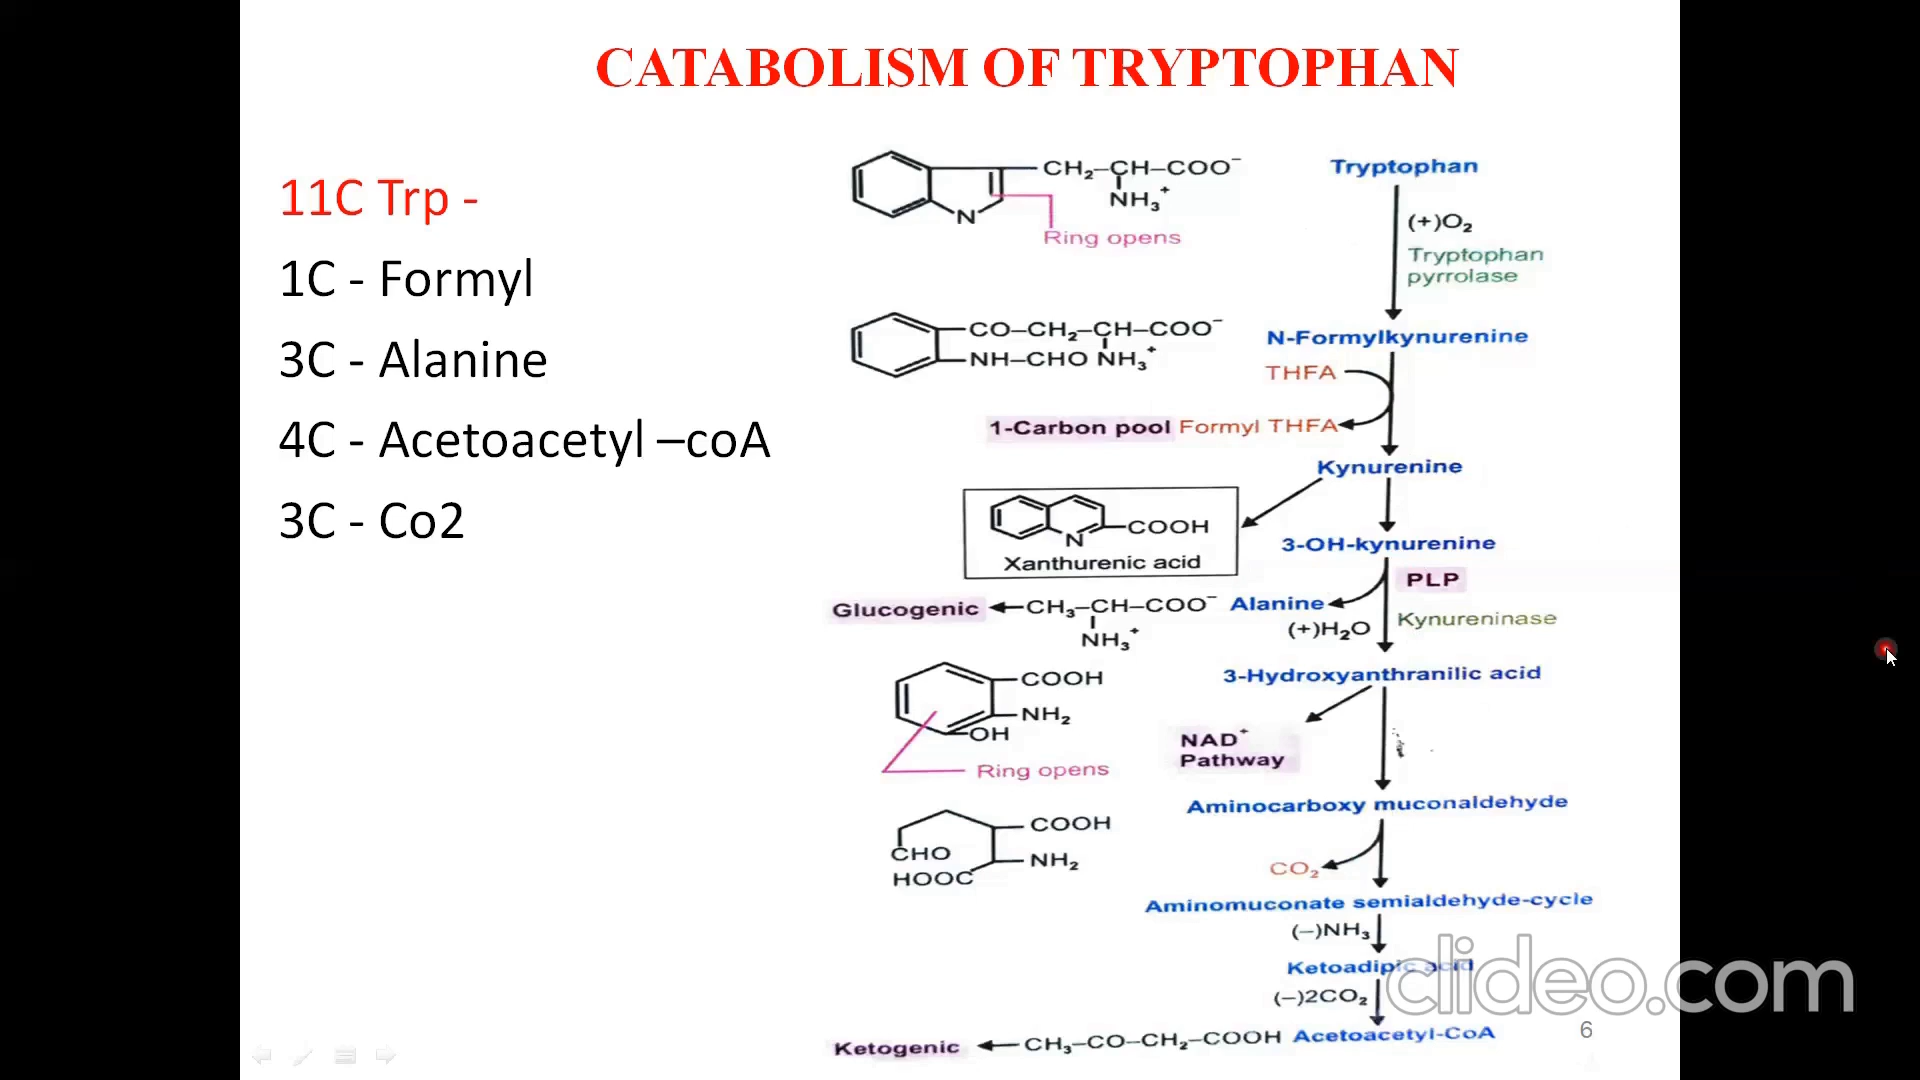 CATABOLISM OF TRYPTOPHAN
11C Trp -
1C - Formyl
3C - Alanine
4C - Acetoacetyl –coA
3C - Co2
CH₂–CH–COO⁻
NH₃⁺
N
Ring opens
Tryptophan
(+)O₂
Tryptophan
pyrrolase
CO–CH₂–CH–COO⁻
NH–CHO NH₃⁺
N-Formylkynurenine
THFA
1-Carbon pool Formyl THFA
Kynurenine
COOH
N
Xanthurenic acid
3-OH-kynurenine
PLP
Glucogenic CH₃–CH–COO⁻ Alanine
NH₃⁺
(+)H₂O
Kynureninase
3-Hydroxyanthranilic acid
COOH
NH₂
OH
Ring opens
NAD⁺
Pathway
Aminocarboxy muconaldehyde
COOH
CHO
NH₂
HOOC
CO₂
Aminomuconate semialdehyde-cycle
(–)NH₃
Ketoadipic acid
(–)2CO₂
Ketogenic CH₃–CO–CH₂–COOH Acetoacetyl-CoA
6
clideo.com